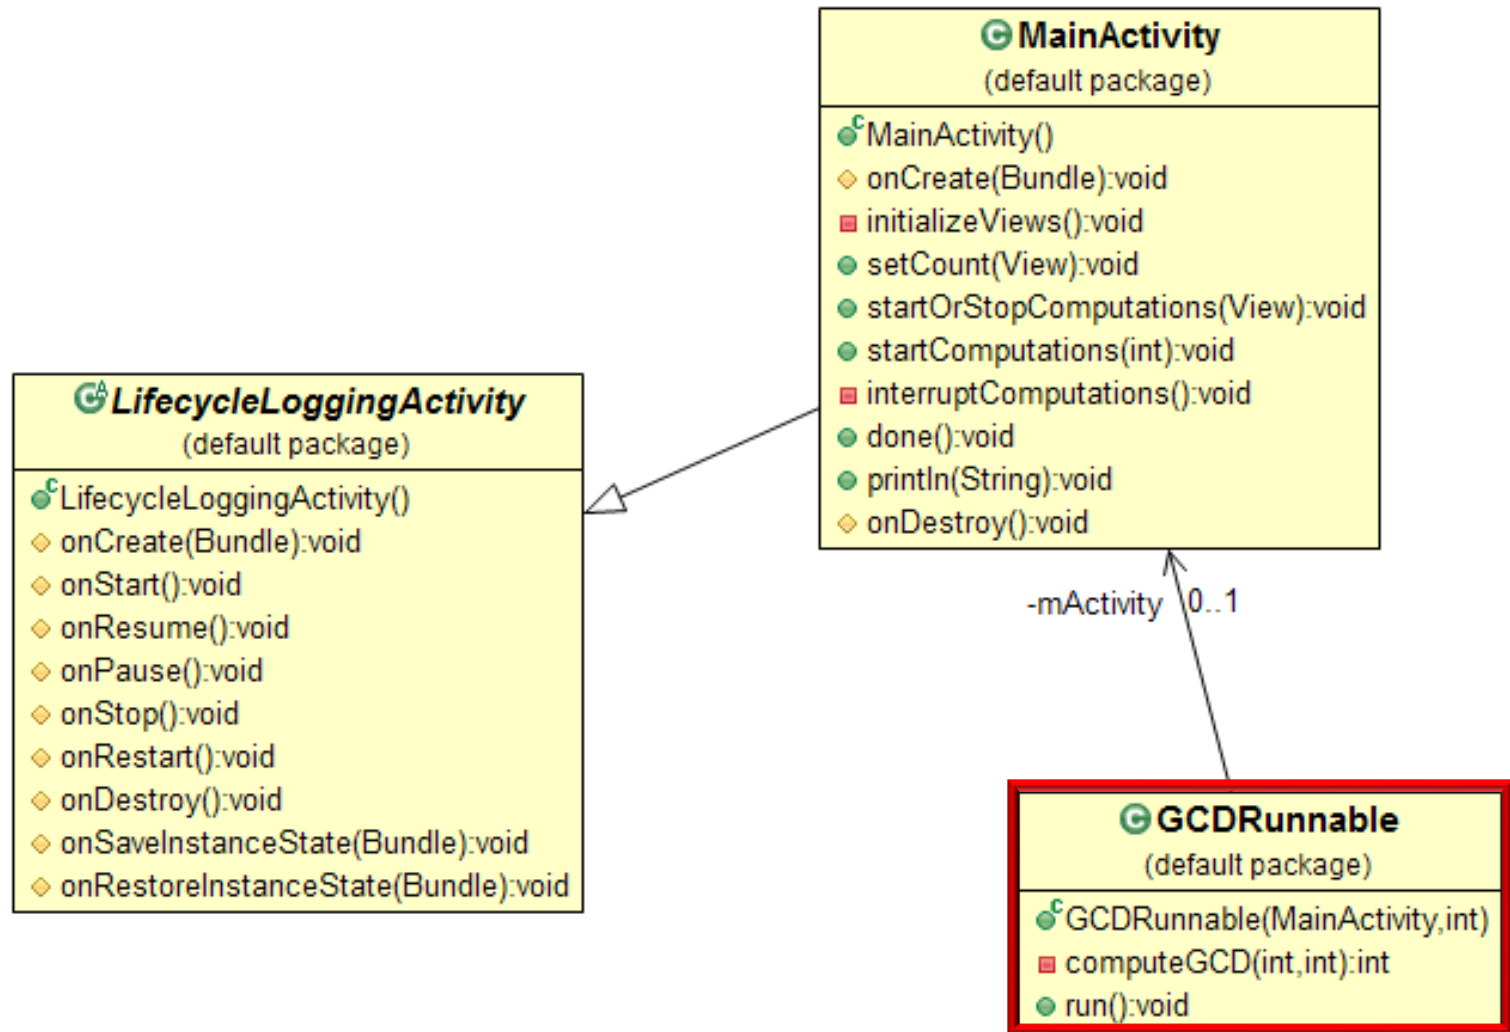 MainActivity
(default package)
MainActivity()
onCreate(Bundle):void
initializeViews():void
setCount(View):void
startOrStopComputations(View):void
startComputations(int):void
interruptComputations():void
done():void
println(String):void
onDestroy():void
LifecycleLoggingActivity
(default package)
LifecycleLoggingActivity()
onCreate(Bundle):void
onStart():void
onResume():void
onPause():void
onStop():void
onRestart():void
onDestroy():void
onSaveInstanceState(Bundle):void
onRestoreInstanceState(Bundle):void
-mActivity 0..1
GCDRunnable
(default package)
GCDRunnable(MainActivity,int)
computeGCD(int,int):int
run():void